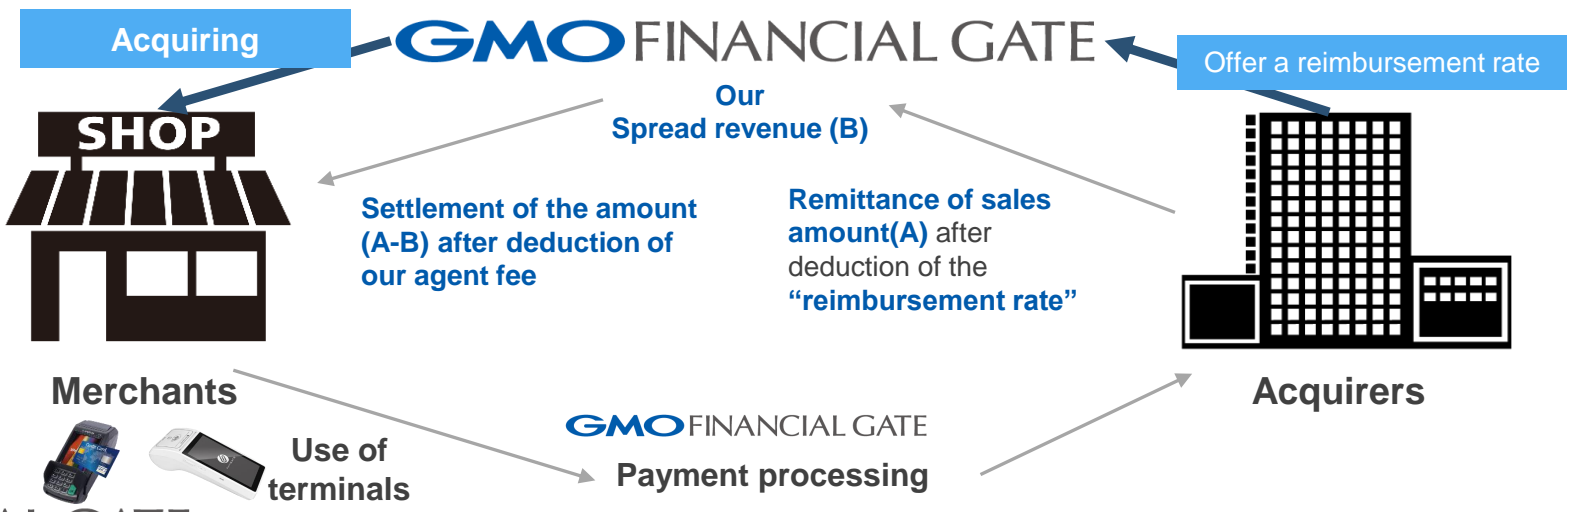 Acquiring
GMO FINANCIAL GATE
Offer a reimbursement rate
SHOP
Our
Spread revenue (B)
Settlement of the amount
(A-B) after deduction of
our agent fee
Remittance of sales
amount(A) after
deduction of the
“reimbursement rate”
Merchants
Acquirers
GMO FINANCIAL GATE
Use of
terminals
Payment processing